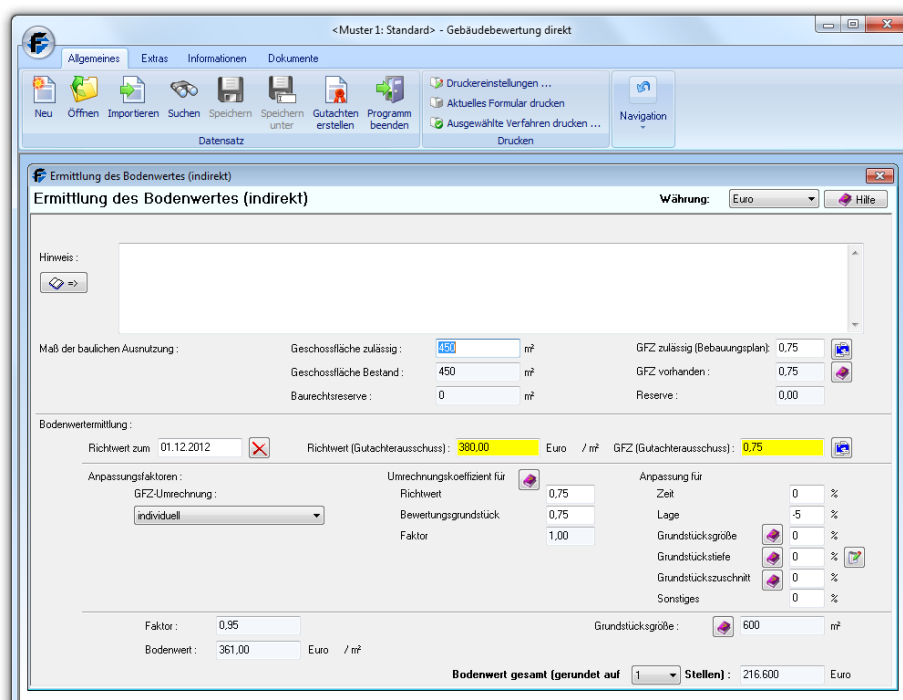 <Muster 1: Standard> - Gebäudebewertung direkt
Allgemeines Extras Informationen Dokumente
Neu Öffnen Importieren Suchen Speichern Speichern unter Gutachten erstellen Programm beenden
Druckereinstellungen ...
Aktuelles Formular drucken
Ausgewählte Verfahren drucken ...
Navigation
Datensatz Drucken
Ermittlung des Bodenwertes (indirekt)
Ermittlung des Bodenwertes (indirekt) Währung: Euro Hilfe
Hinweis :
=>
Maß der baulichen Ausnutzung : Geschossfläche zulässig : 450 m² GFZ zulässig (Bebauungsplan): 0,75
Geschossfläche Bestand : 450 m² GFZ vorhanden : 0,75
Baurechtsreserve : 0 m² Reserve : 0,00
Bodenwertermittlung :
Richtwert zum 01.12.2012 Richtwert (Gutachterausschuss) : 380,00 Euro / m² GFZ (Gutachterausschuss) : 0,75
Anpassungsfaktoren : Umrechnungskoeffizient für Anpassung für
GFZ-Umrechnung : Richtwert 0,75 Zeit 0 %
individuell Bewertungsgrundstück 0,75 Lage -5 %
Faktor 1,00 Grundstücksgröße 0 %
Grundstückstiefe 0 %
Grundstückszuschnitt 0 %
Sonstiges 0 %
Faktor : 0,95 Grundstücksgröße : 600 m²
Bodenwert : 361,00 Euro / m²
Bodenwert gesamt (gerundet auf 1 Stellen) : 216.600 Euro